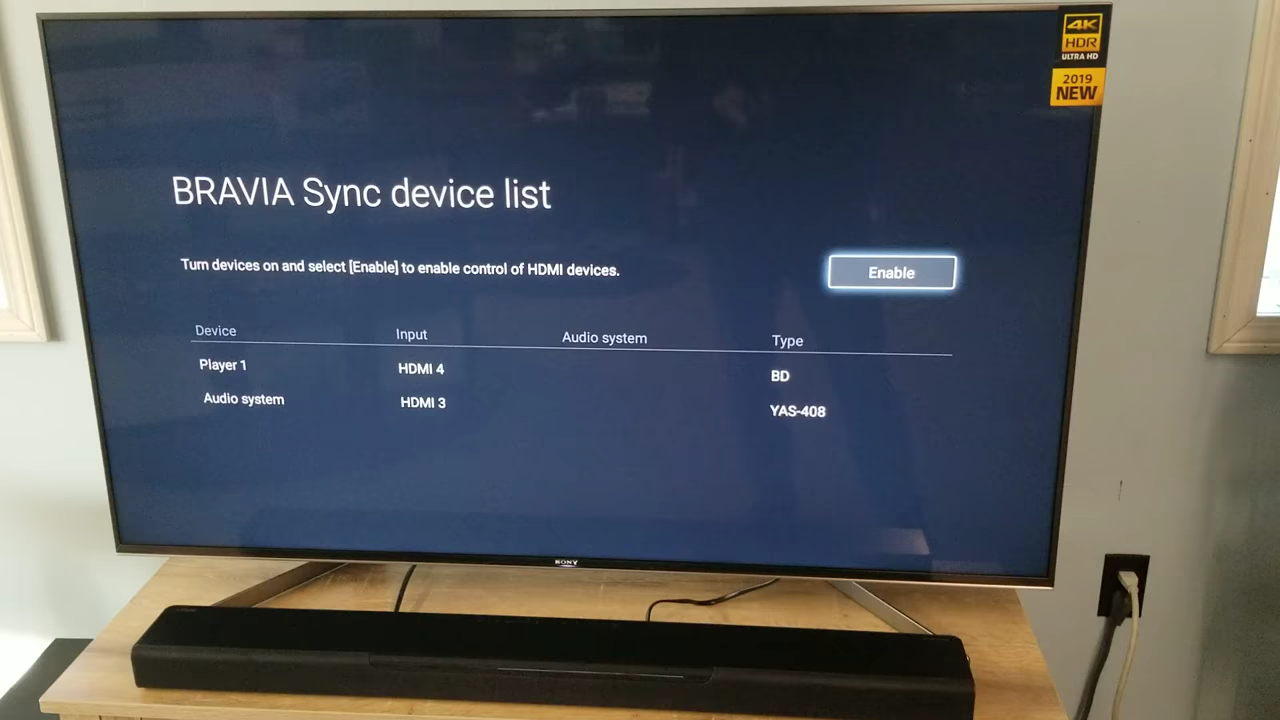 4K
HDR
ULTRA HD
2019
NEW
BRAVIA Sync device list
Turn devices on and select [Enable] to enable control of HDMI devices.
Enable
Device Input Audio system Type
Player 1 HDMI 4 BD
Audio system HDMI 3 YAS-408
SONY